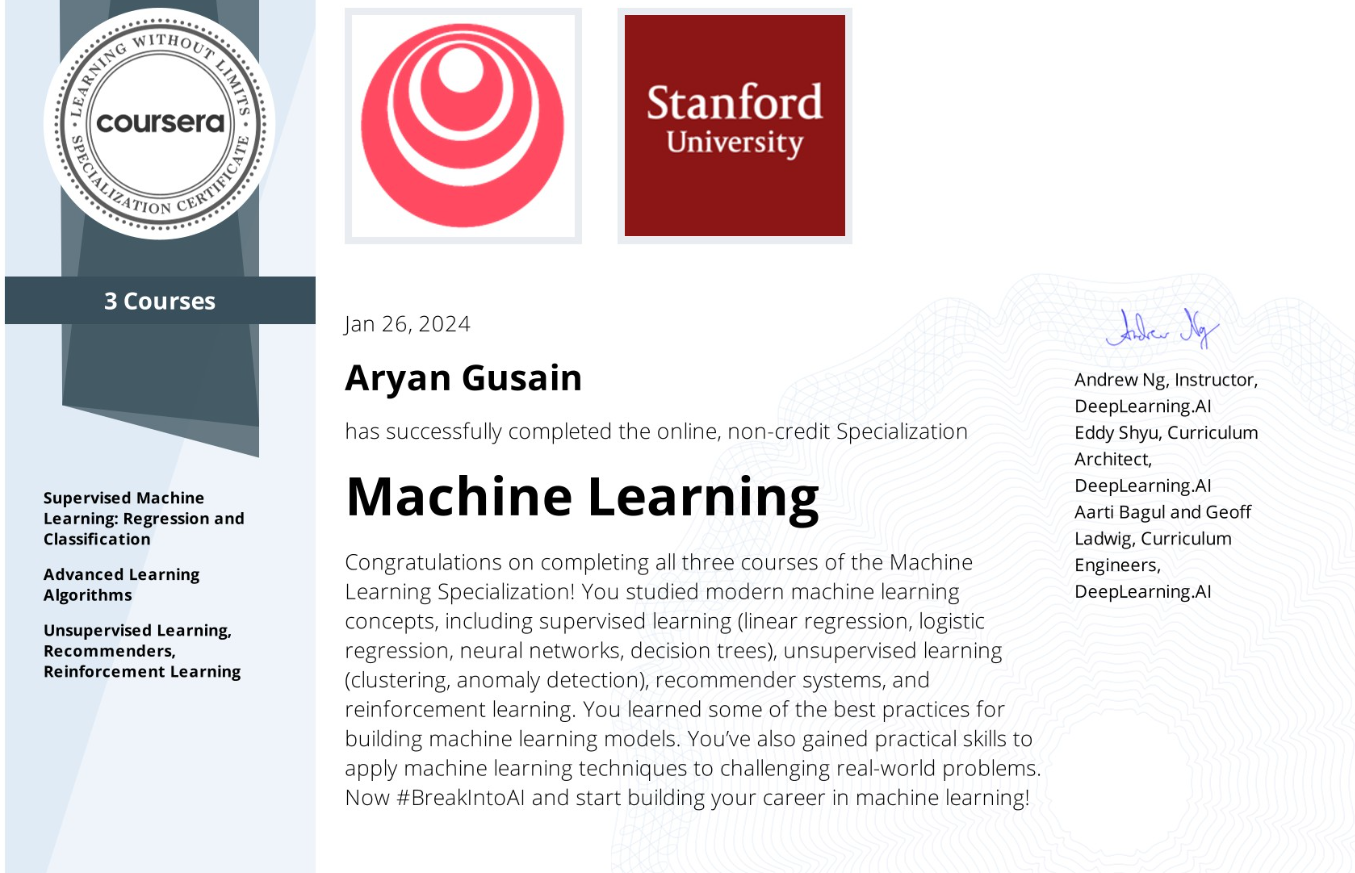 LEARNING WITHOUT LIMITS
coursera
SPECIALIZATION CERTIFICATE
3 Courses
Supervised Machine
Learning: Regression and
Classification
Advanced Learning
Algorithms
Unsupervised Learning,
Recommenders,
Reinforcement Learning
Stanford
University
Jan 26, 2024
Aryan Gusain
has successfully completed the online, non-credit Specialization
Machine Learning
Congratulations on completing all three courses of the Machine
Learning Specialization! You studied modern machine learning
concepts, including supervised learning (linear regression, logistic
regression, neural networks, decision trees), unsupervised learning
(clustering, anomaly detection), recommender systems, and
reinforcement learning. You learned some of the best practices for
building machine learning models. You’ve also gained practical skills to
apply machine learning techniques to challenging real-world problems.
Now #BreakIntoAI and start building your career in machine learning!
Andrew Ng
Andrew Ng, Instructor,
DeepLearning.AI
Eddy Shyu, Curriculum
Architect,
DeepLearning.AI
Aarti Bagul and Geoff
Ladwig, Curriculum
Engineers,
DeepLearning.AI